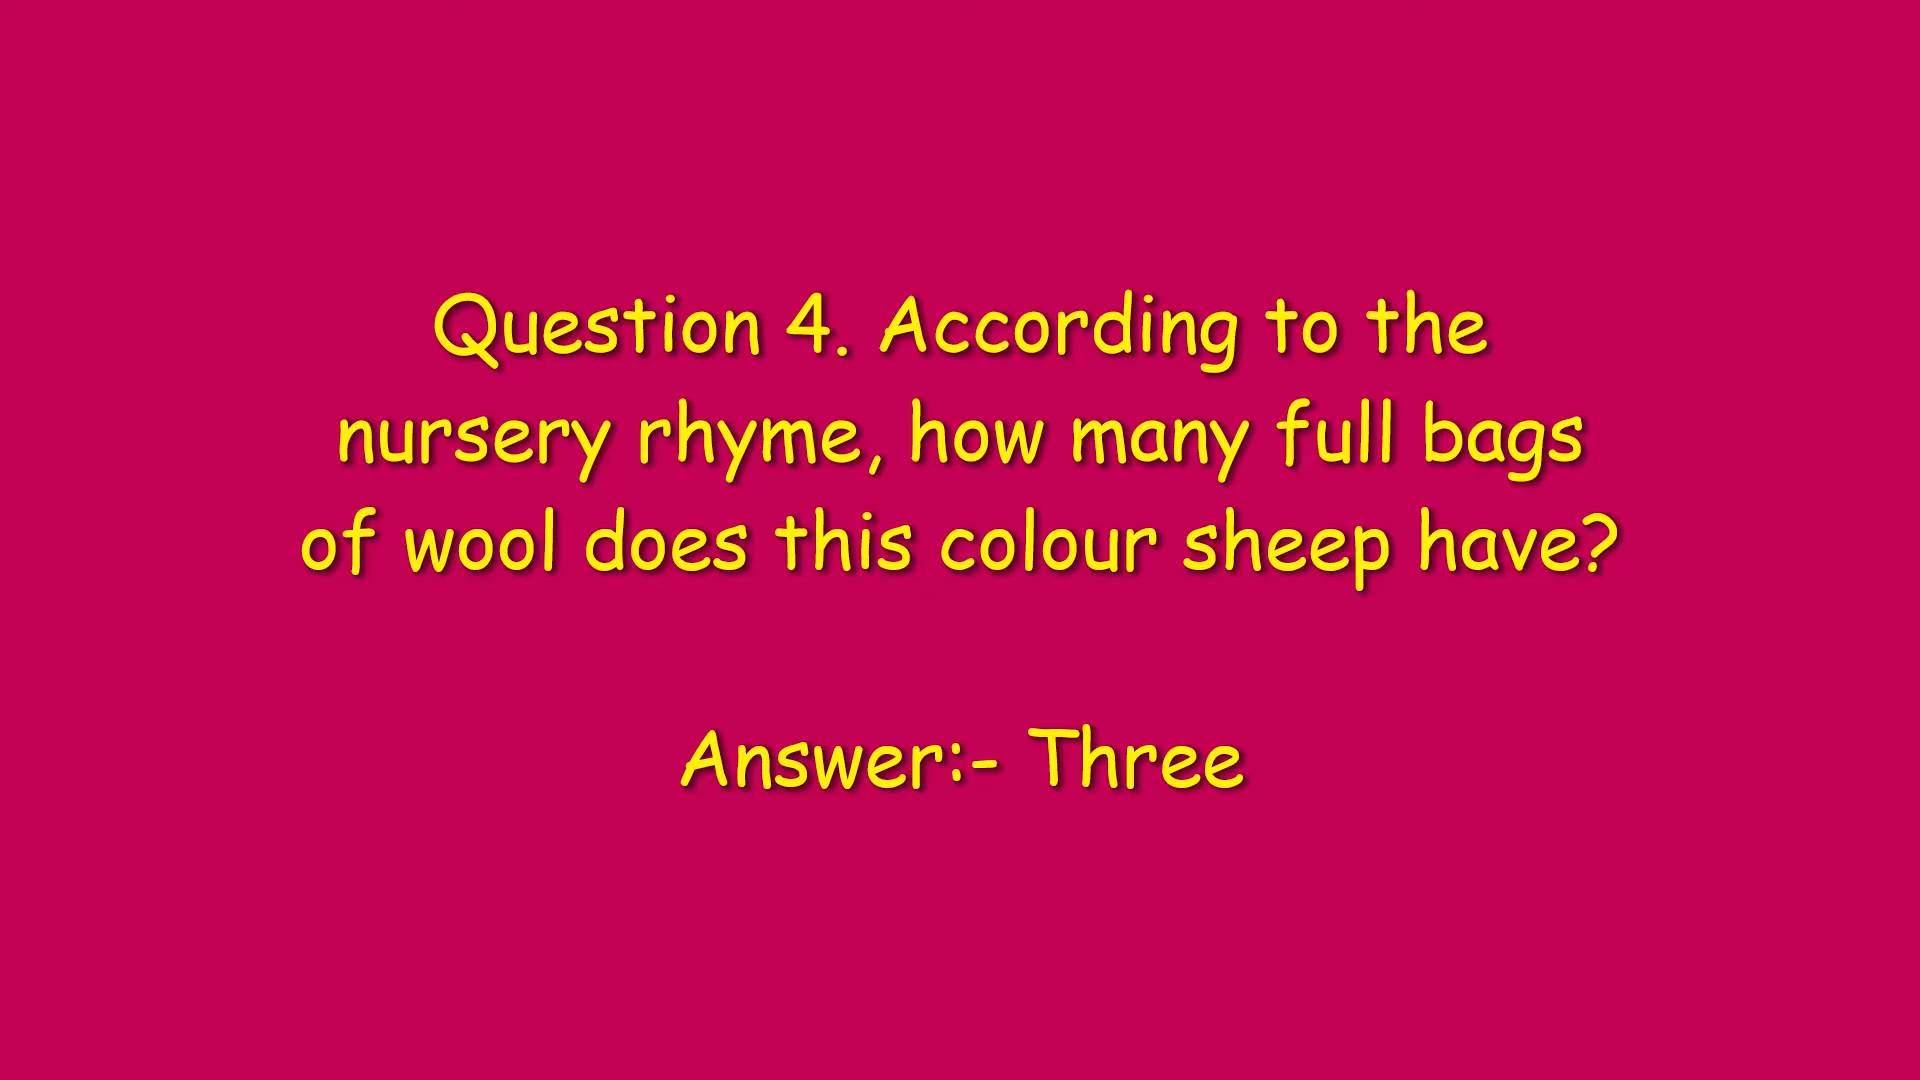 Question 4. According to the
nursery rhyme, how many full bags
of wool does this colour sheep have?
Answer:- Three